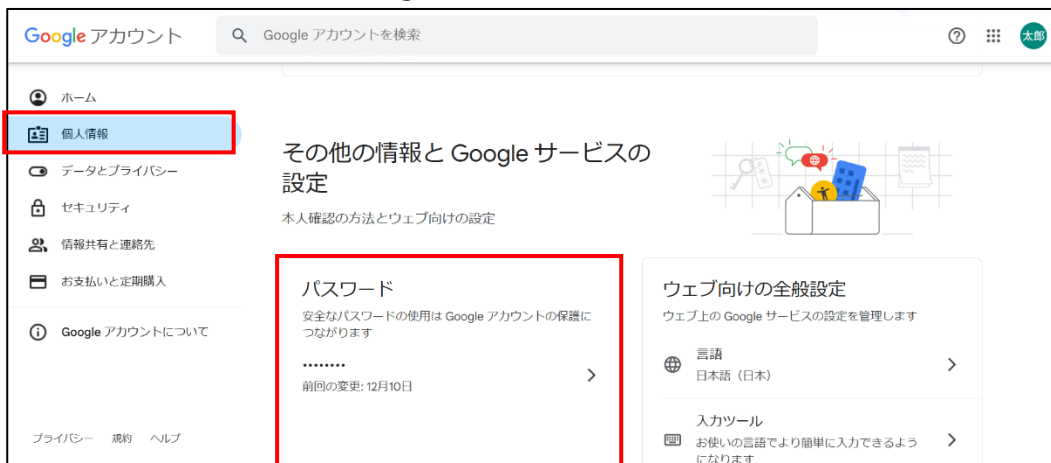 Google アカウント
Google アカウントを検索
太郎
ホーム
個人情報
データとプライバシー
セキュリティ
情報共有と連絡先
お支払いと定期購入
Google アカウントについて
プライバシー 規約 ヘルプ
その他の情報と Google サービスの
設定
本人確認の方法とウェブ向けの設定
パスワード
安全なパスワードの使用は Google アカウントの保護に
つながります
••••••••
前回の変更: 12月10日
ウェブ向けの全般設定
ウェブ上の Google サービスの設定を管理します
言語
日本語（日本）
入力ツール
お使いの言語でより簡単に入力できるよう
になります